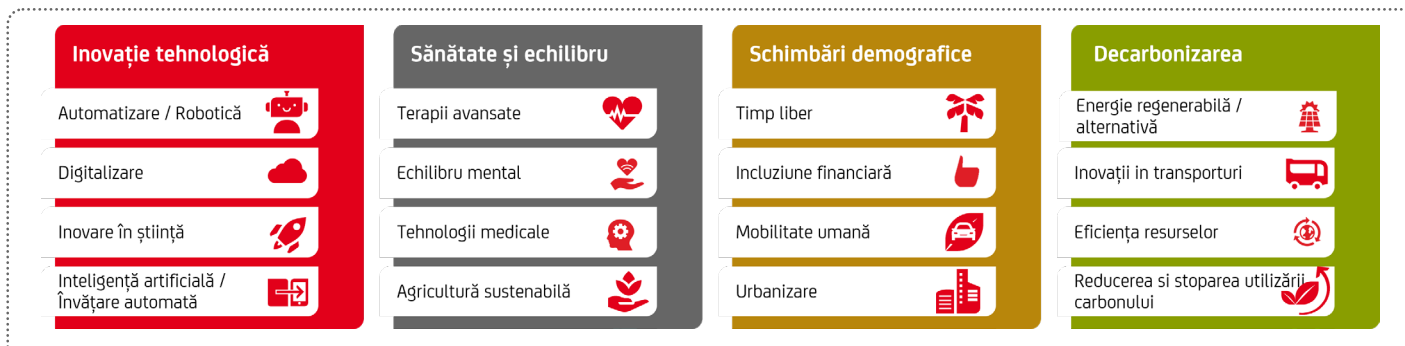 Inovație tehnologică
Automatizare / Robotică
Digitalizare
Inovare în știință
Inteligență artificială /
Învățare automată
Sănătate și echilibru
Terapii avansate
Echilibru mental
Tehnologii medicale
Agricultură sustenabilă
Schimbări demografice
Timp liber
Incluziune financiară
Mobilitate umană
Urbanizare
Decarbonizarea
Energie regenerabilă /
alternativă
Inovații in transporturi
Eficiența resurselor
Reducerea si stoparea utilizării
carbonului